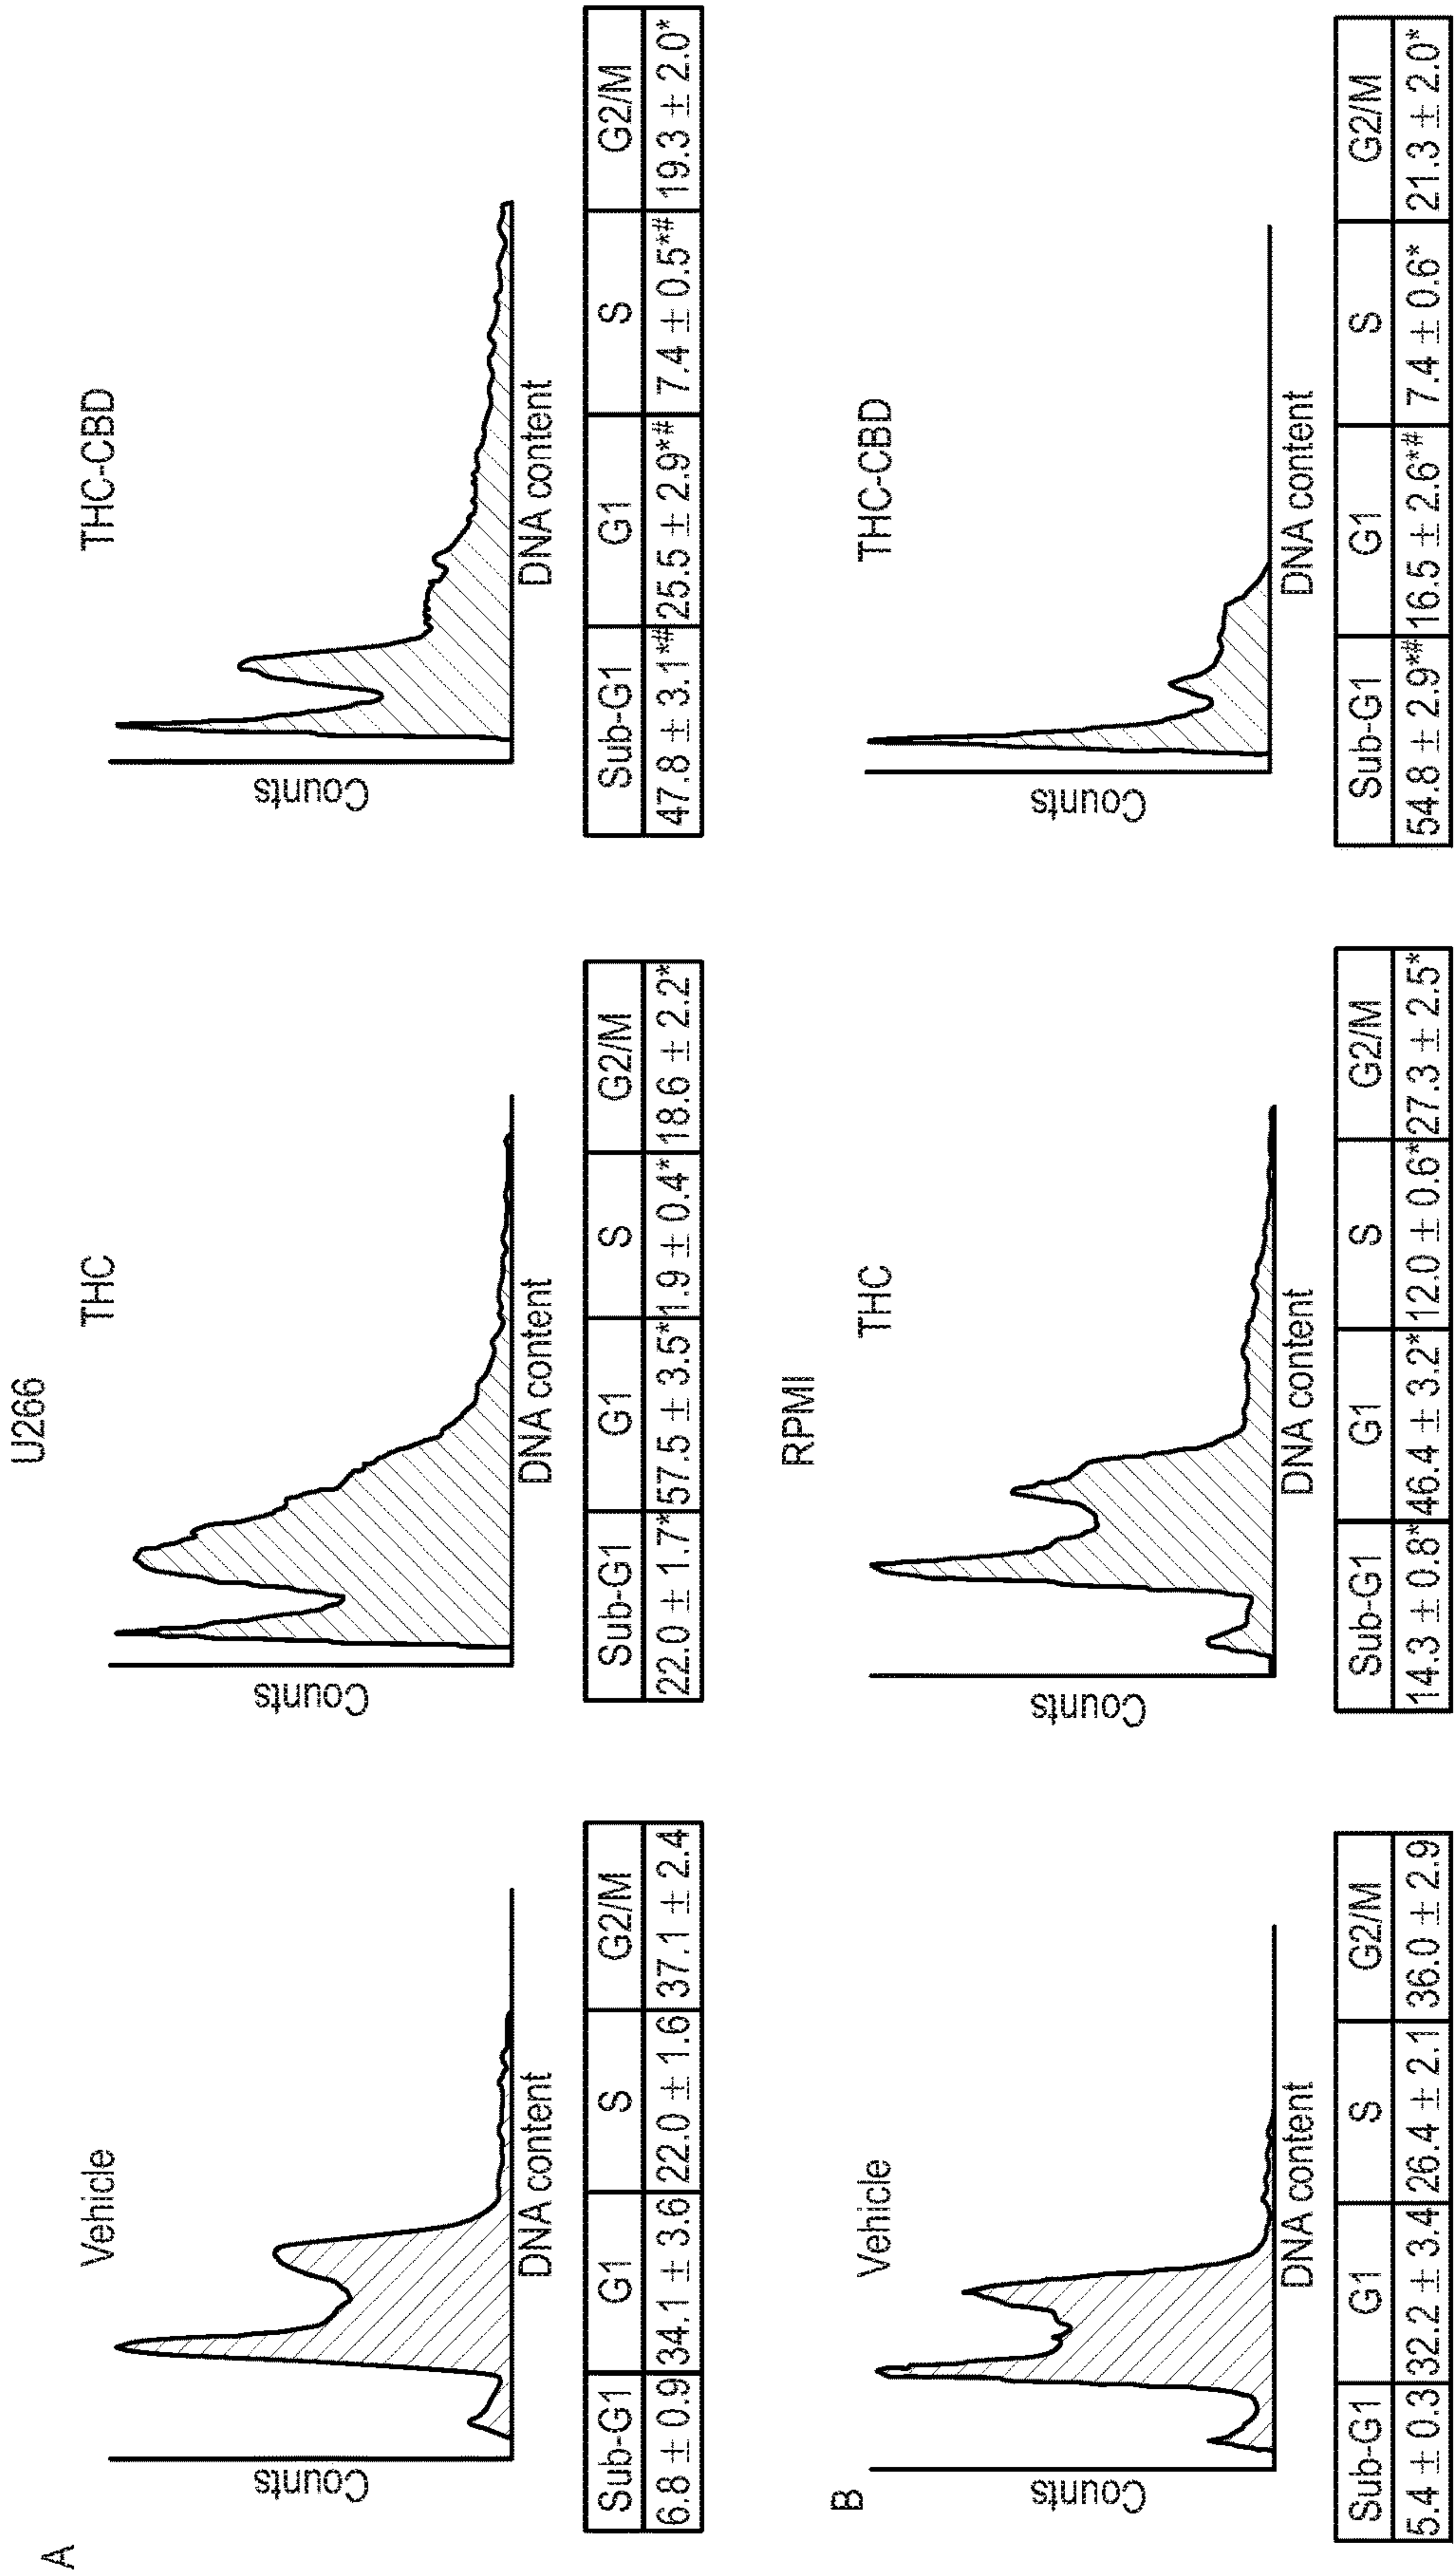 A
U266
Vehicle
THC
THC-CBD
Counts
Counts
Counts
DNA content
DNA content
DNA content
Sub-G1 G1 S G2/M
6.8 ± 0.9 34.1 ± 3.6 22.0 ± 1.6 37.1 ± 2.4
Sub-G1 G1 S G2/M
22.0 ± 1.7* 57.5 ± 3.5* 1.9 ± 0.4* 18.6 ± 2.2*
Sub-G1 G1 S G2/M
47.8 ± 3.1*# 25.5 ± 2.9*# 7.4 ± 0.5*# 19.3 ± 2.0*
B
RPMI
Vehicle
THC
THC-CBD
Counts
Counts
Counts
DNA content
DNA content
DNA content
Sub-G1 G1 S G2/M
5.4 ± 0.3 32.2 ± 3.4 26.4 ± 2.1 36.0 ± 2.9
Sub-G1 G1 S G2/M
14.3 ± 0.8* 46.4 ± 3.2* 12.0 ± 0.6* 27.3 ± 2.5*
Sub-G1 G1 S G2/M
54.8 ± 2.9*# 16.5 ± 2.6*# 7.4 ± 0.6* 21.3 ± 2.0*